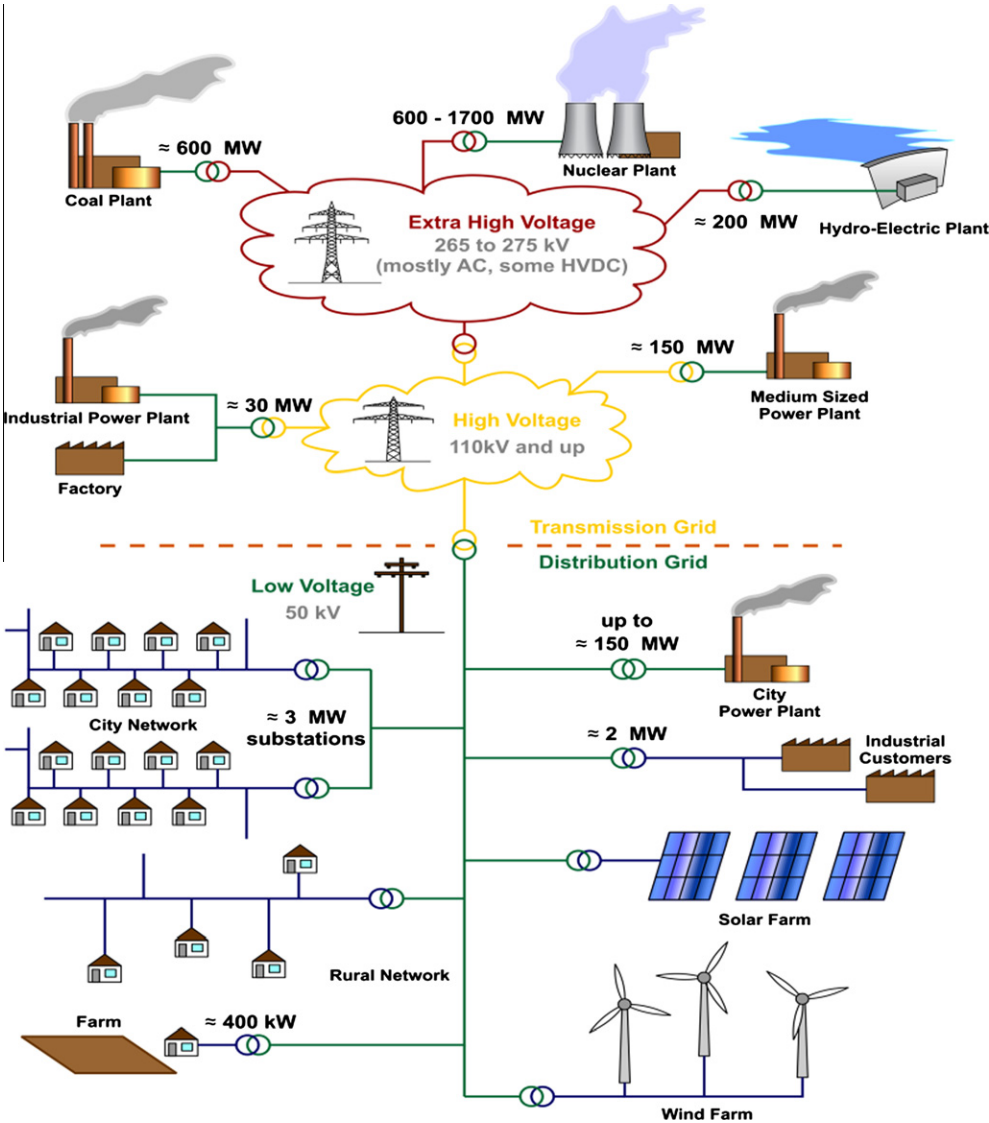 600 - 1700 MW
≈ 600 MW
Nuclear Plant
Coal Plant
≈ 200 MW
Hydro-Electric Plant
Extra High Voltage
265 to 275 kV
(mostly AC, some HVDC)
≈ 150 MW
Medium Sized
Power Plant
Industrial Power Plant
≈ 30 MW
High Voltage
110kV and up
Factory
Transmission Grid
Distribution Grid
Low Voltage
50 kV
up to
≈ 150 MW
City
Power Plant
City Network
≈ 3 MW
substations
≈ 2 MW
Industrial
Customers
Solar Farm
Rural Network
Farm
≈ 400 kW
Wind Farm